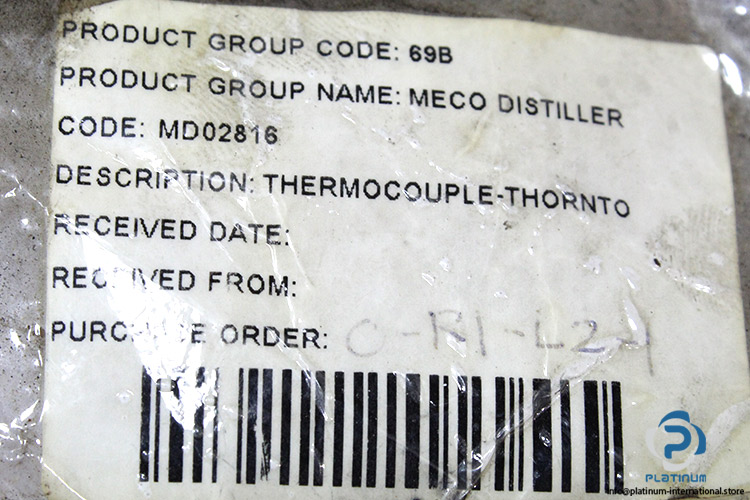 PRODUCT GROUP CODE: 69B
PRODUCT GROUP NAME: MECO DISTILLER
CODE: MD02816
DESCRIPTION: THERMOCOUPLE-THORNTO
RECEIVED DATE:
RECEIVED FROM:
PURCHASE ORDER:
PLATINUM
info@platinum-international.store